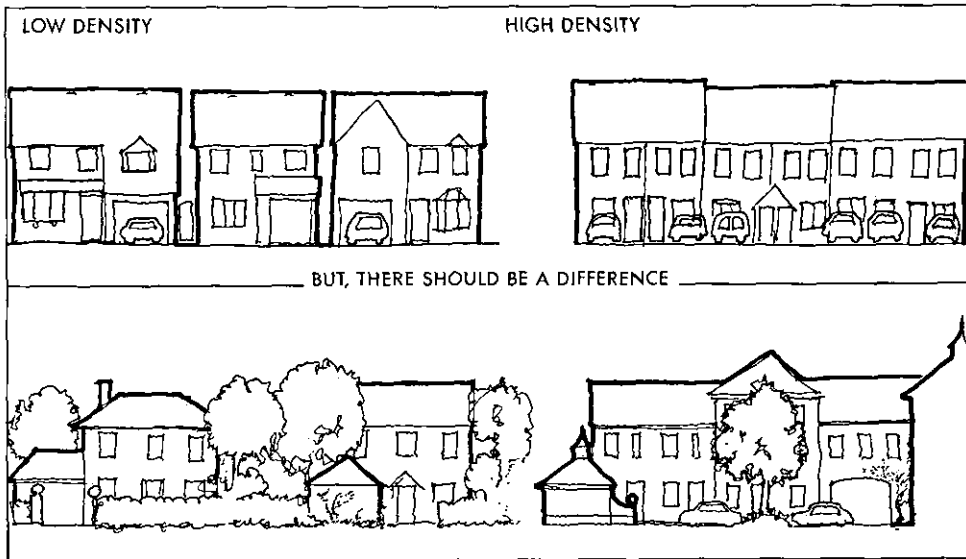 LOW DENSITY
HIGH DENSITY
BUT, THERE SHOULD BE A DIFFERENCE